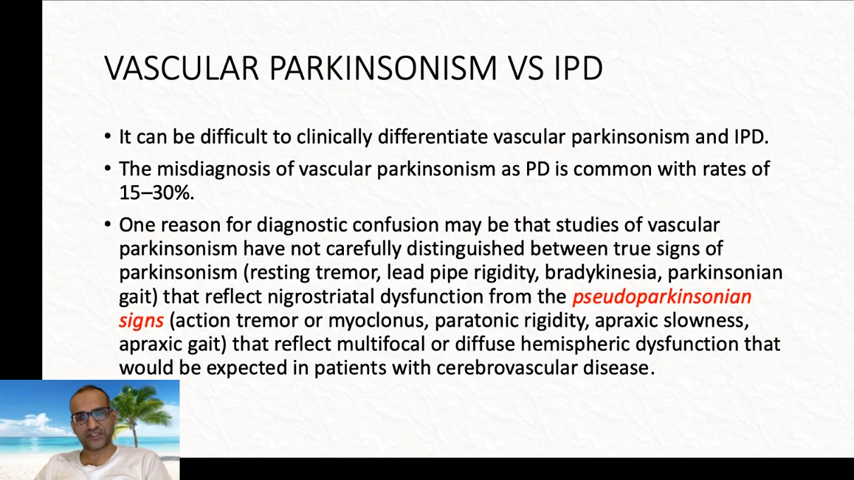 VASCULAR PARKINSONISM VS IPD
• It can be difficult to clinically differentiate vascular parkinsonism and IPD.
• The misdiagnosis of vascular parkinsonism as PD is common with rates of
15–30%.
• One reason for diagnostic confusion may be that studies of vascular
parkinsonism have not carefully distinguished between true signs of
parkinsonism (resting tremor, lead pipe rigidity, bradykinesia, parkinsonian
gait) that reflect nigrostriatal dysfunction from the pseudoparkinsonian
signs (action tremor or myoclonus, paratonic rigidity, apraxic slowness,
apraxic gait) that reflect multifocal or diffuse hemispheric dysfunction that
would be expected in patients with cerebrovascular disease.